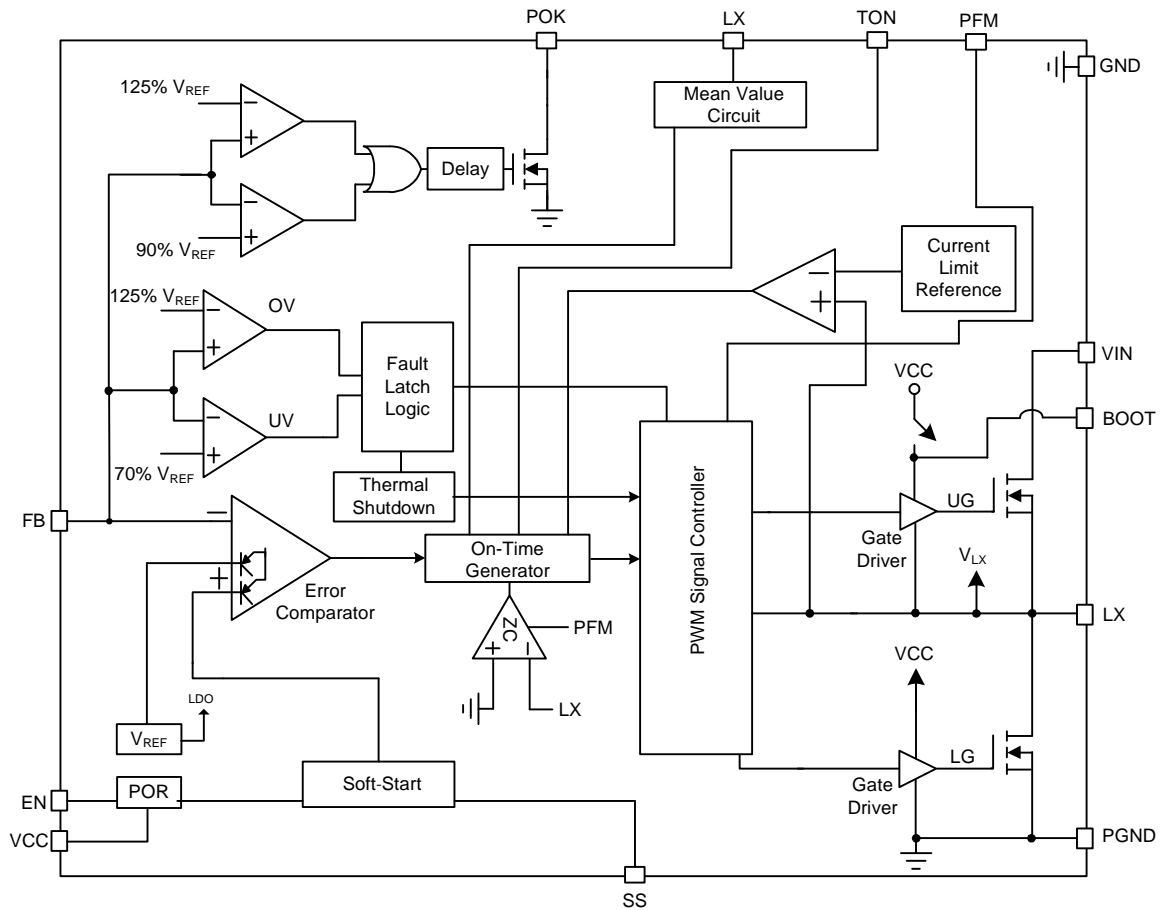 POK
LX
TON
PFM
GND
125% VREF
−
+
Mean Value
Circuit
Delay
−
+
90% VREF
Current
Limit
Reference
−
+
125% VREF
OV
−
+
Fault
Latch
Logic
VIN
VCC
BOOT
−
+
UV
70% VREF
Thermal
Shutdown
FB
−
+
Error
Comparator
On-Time
Generator
PWM Signal Controller
UG
Gate
Driver
VLX
LX
ZC
+
−
PFM
LX
VCC
LDO
VREF
LG
Gate
Driver
Soft-Start
POR
EN
VCC
PGND
SS